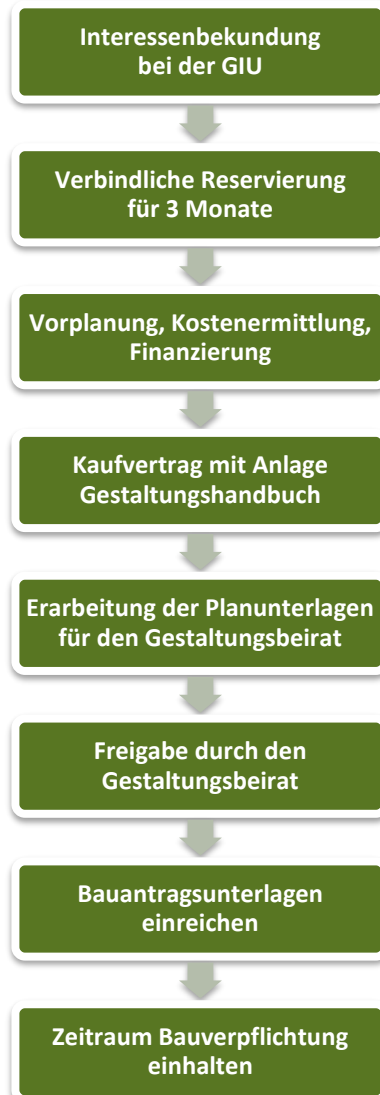 Interessenbekundung
bei der GIU
Verbindliche Reservierung
für 3 Monate
Vorplanung, Kostenermittlung,
Finanzierung
Kaufvertrag mit Anlage
Gestaltungshandbuch
Erarbeitung der Planunterlagen
für den Gestaltungsbeirat
Freigabe durch den
Gestaltungsbeirat
Bauantragsunterlagen
einreichen
Zeitraum Bauverpflichtung
einhalten